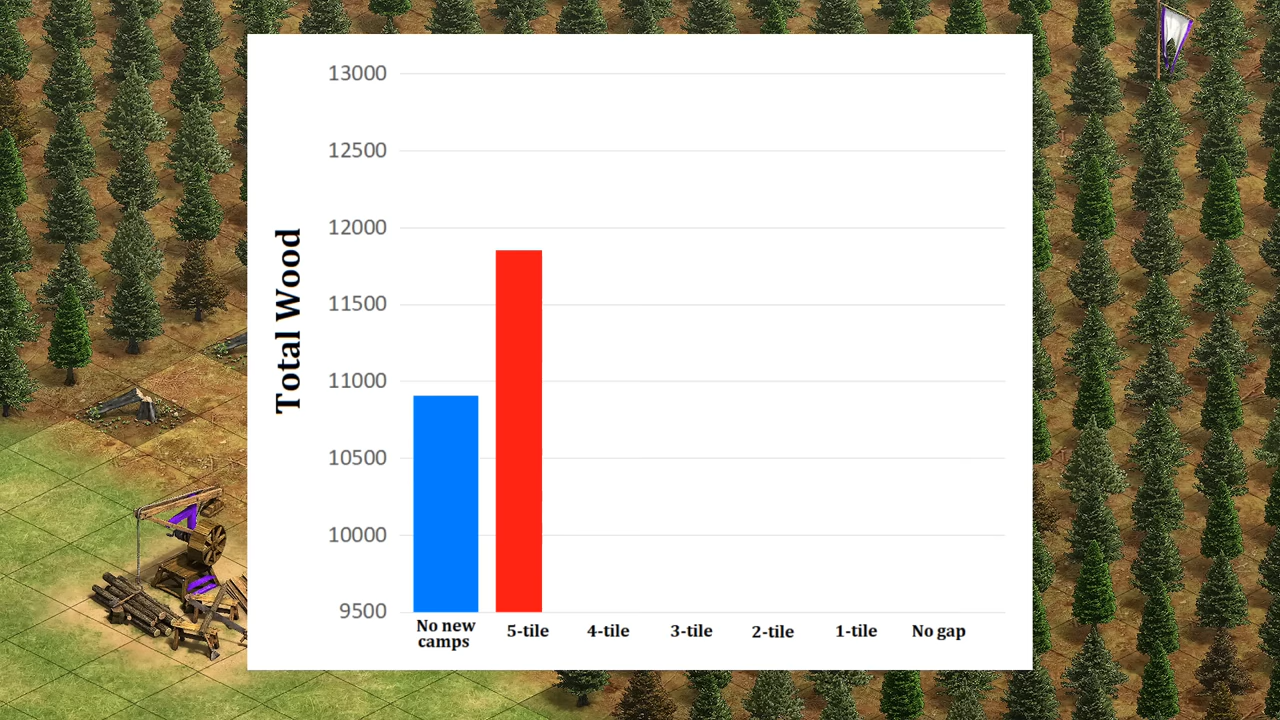 13000
12500
12000
11500
11000
10500
10000
9500
Total Wood
No new
camps
5-tile
4-tile
3-tile
2-tile
1-tile
No gap